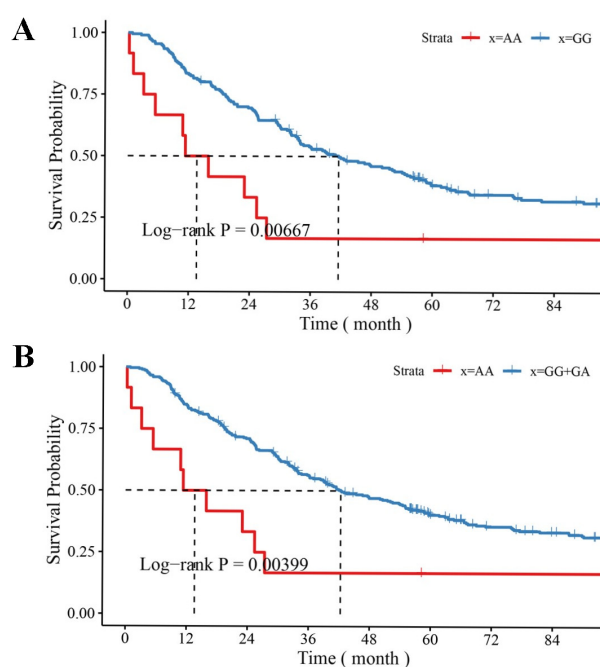 A
Strata x=AA x=GG
Survival Probability
1.00
0.75
0.50
0.25
0.00
Log-rank P = 0.00667
0 12 24 36 48 60 72 84
Time ( month )
B
Strata x=AA x=GG+GA
Survival Probability
1.00
0.75
0.50
0.25
0.00
Log-rank P = 0.00399
0 12 24 36 48 60 72 84
Time ( month )